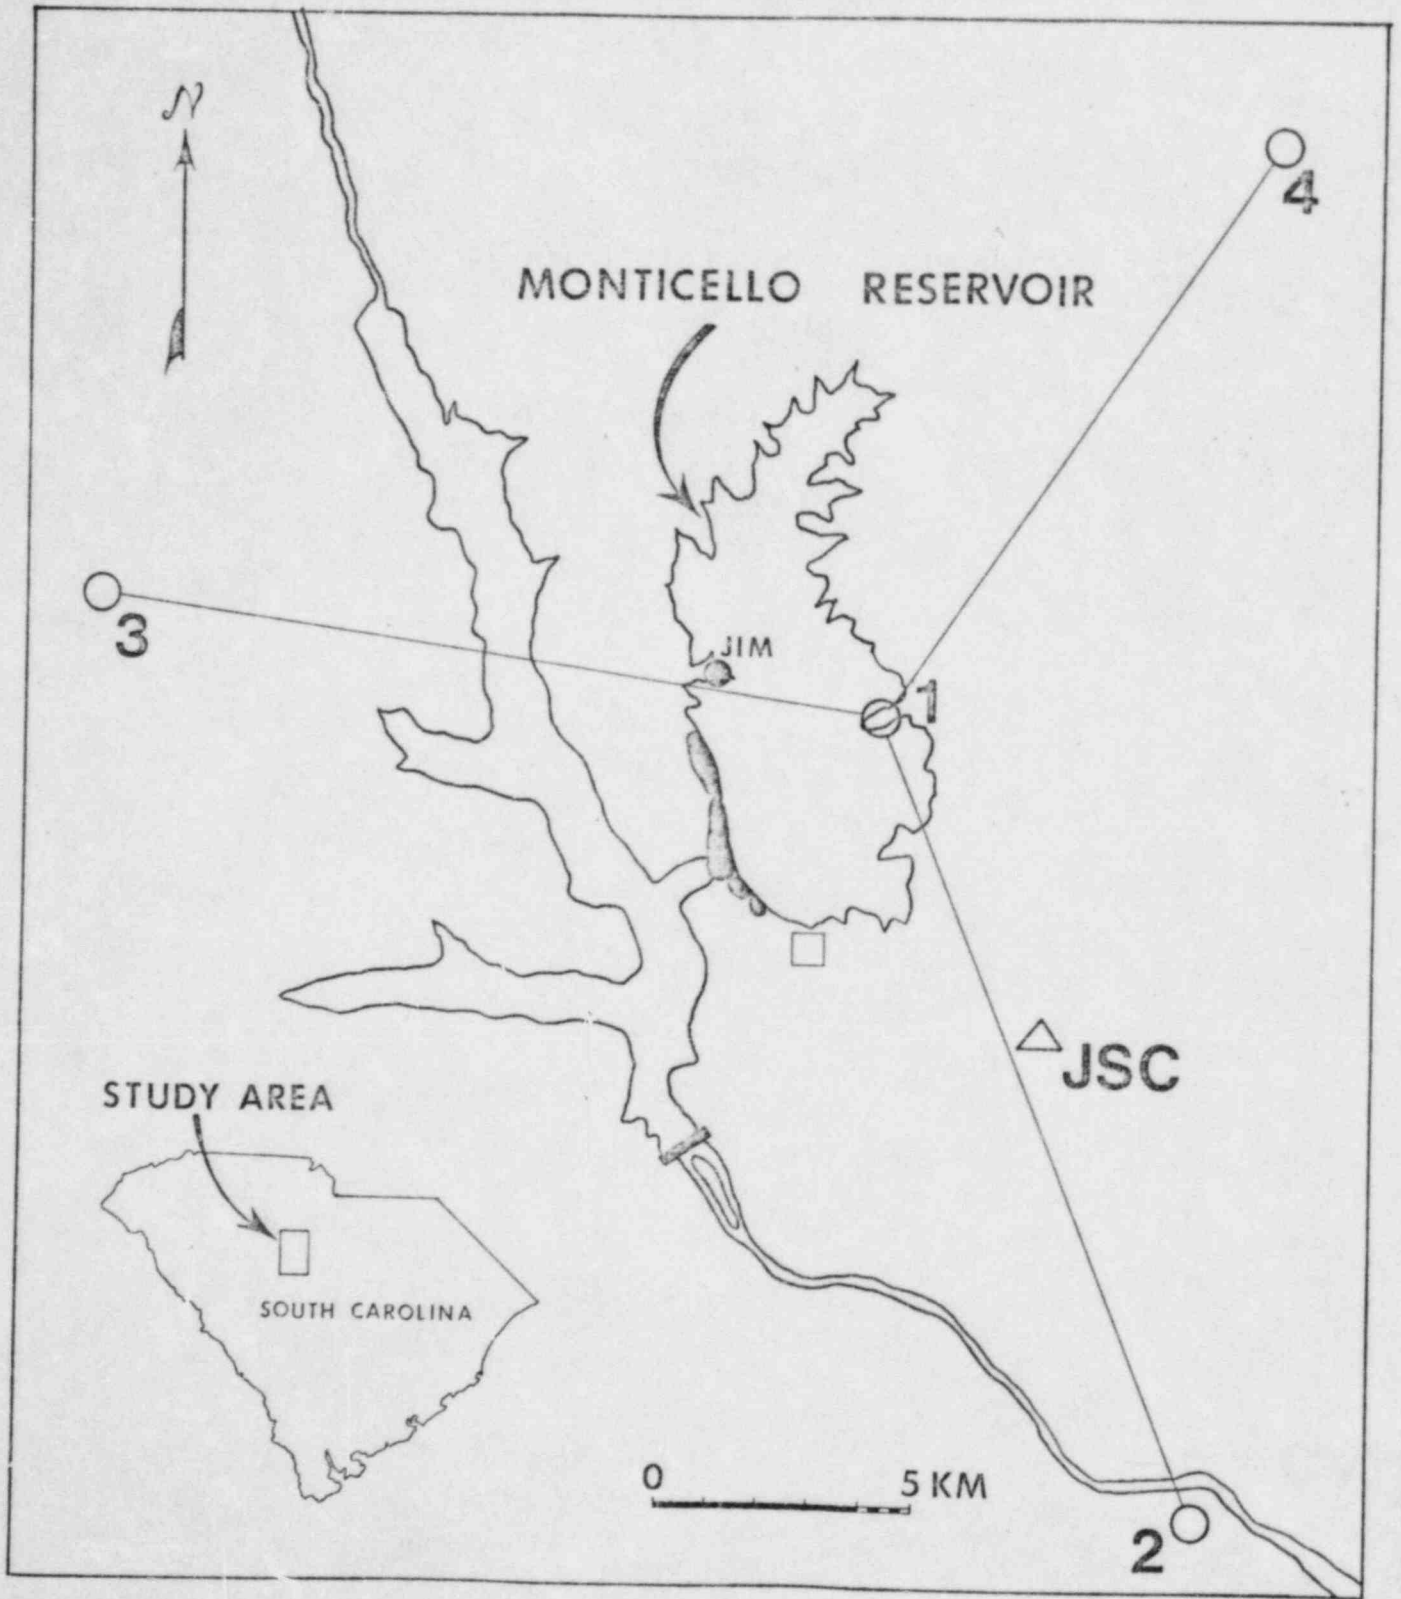 N
4
MONTICELLO RESERVOIR
3
JIM
1
JSC
STUDY AREA
SOUTH CAROLINA
0 5 KM
2